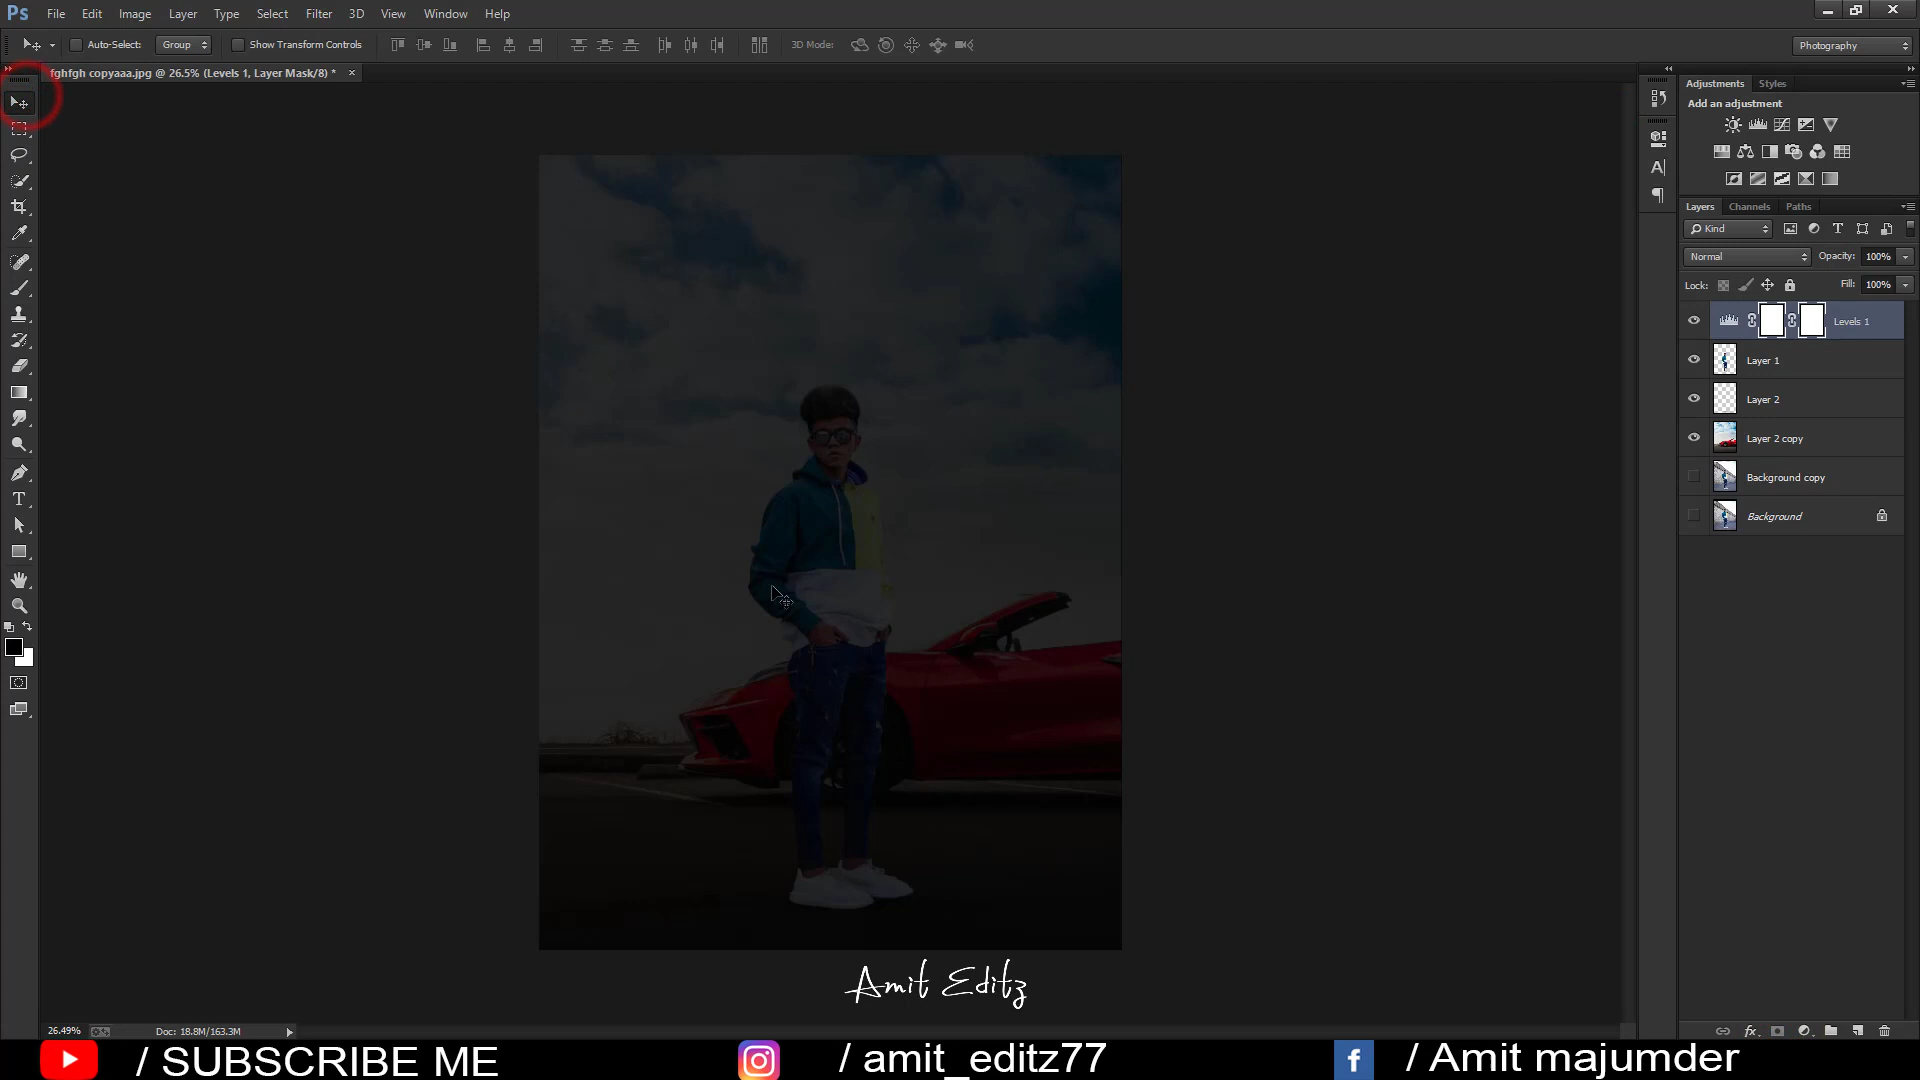 Ps File Edit Image Layer Type Select Filter 3D View Window Help
Auto-Select: Group Show Transform Controls 3D Mode: Photography
fghfgh copyaaa.jpg @ 26.5% (Levels 1, Layer Mask/8) * ×
Adjustments Styles
Add an adjustment
Layers Channels Paths
Kind
Normal Opacity: 100%
Lock: Fill: 100%
Levels 1
Layer 1
Layer 2
Layer 2 copy
Background copy
Background
Amit Editz
26.49% Doc: 18.8M/163.3M
/ SUBSCRIBE ME / amit_editz77 / Amit majumder